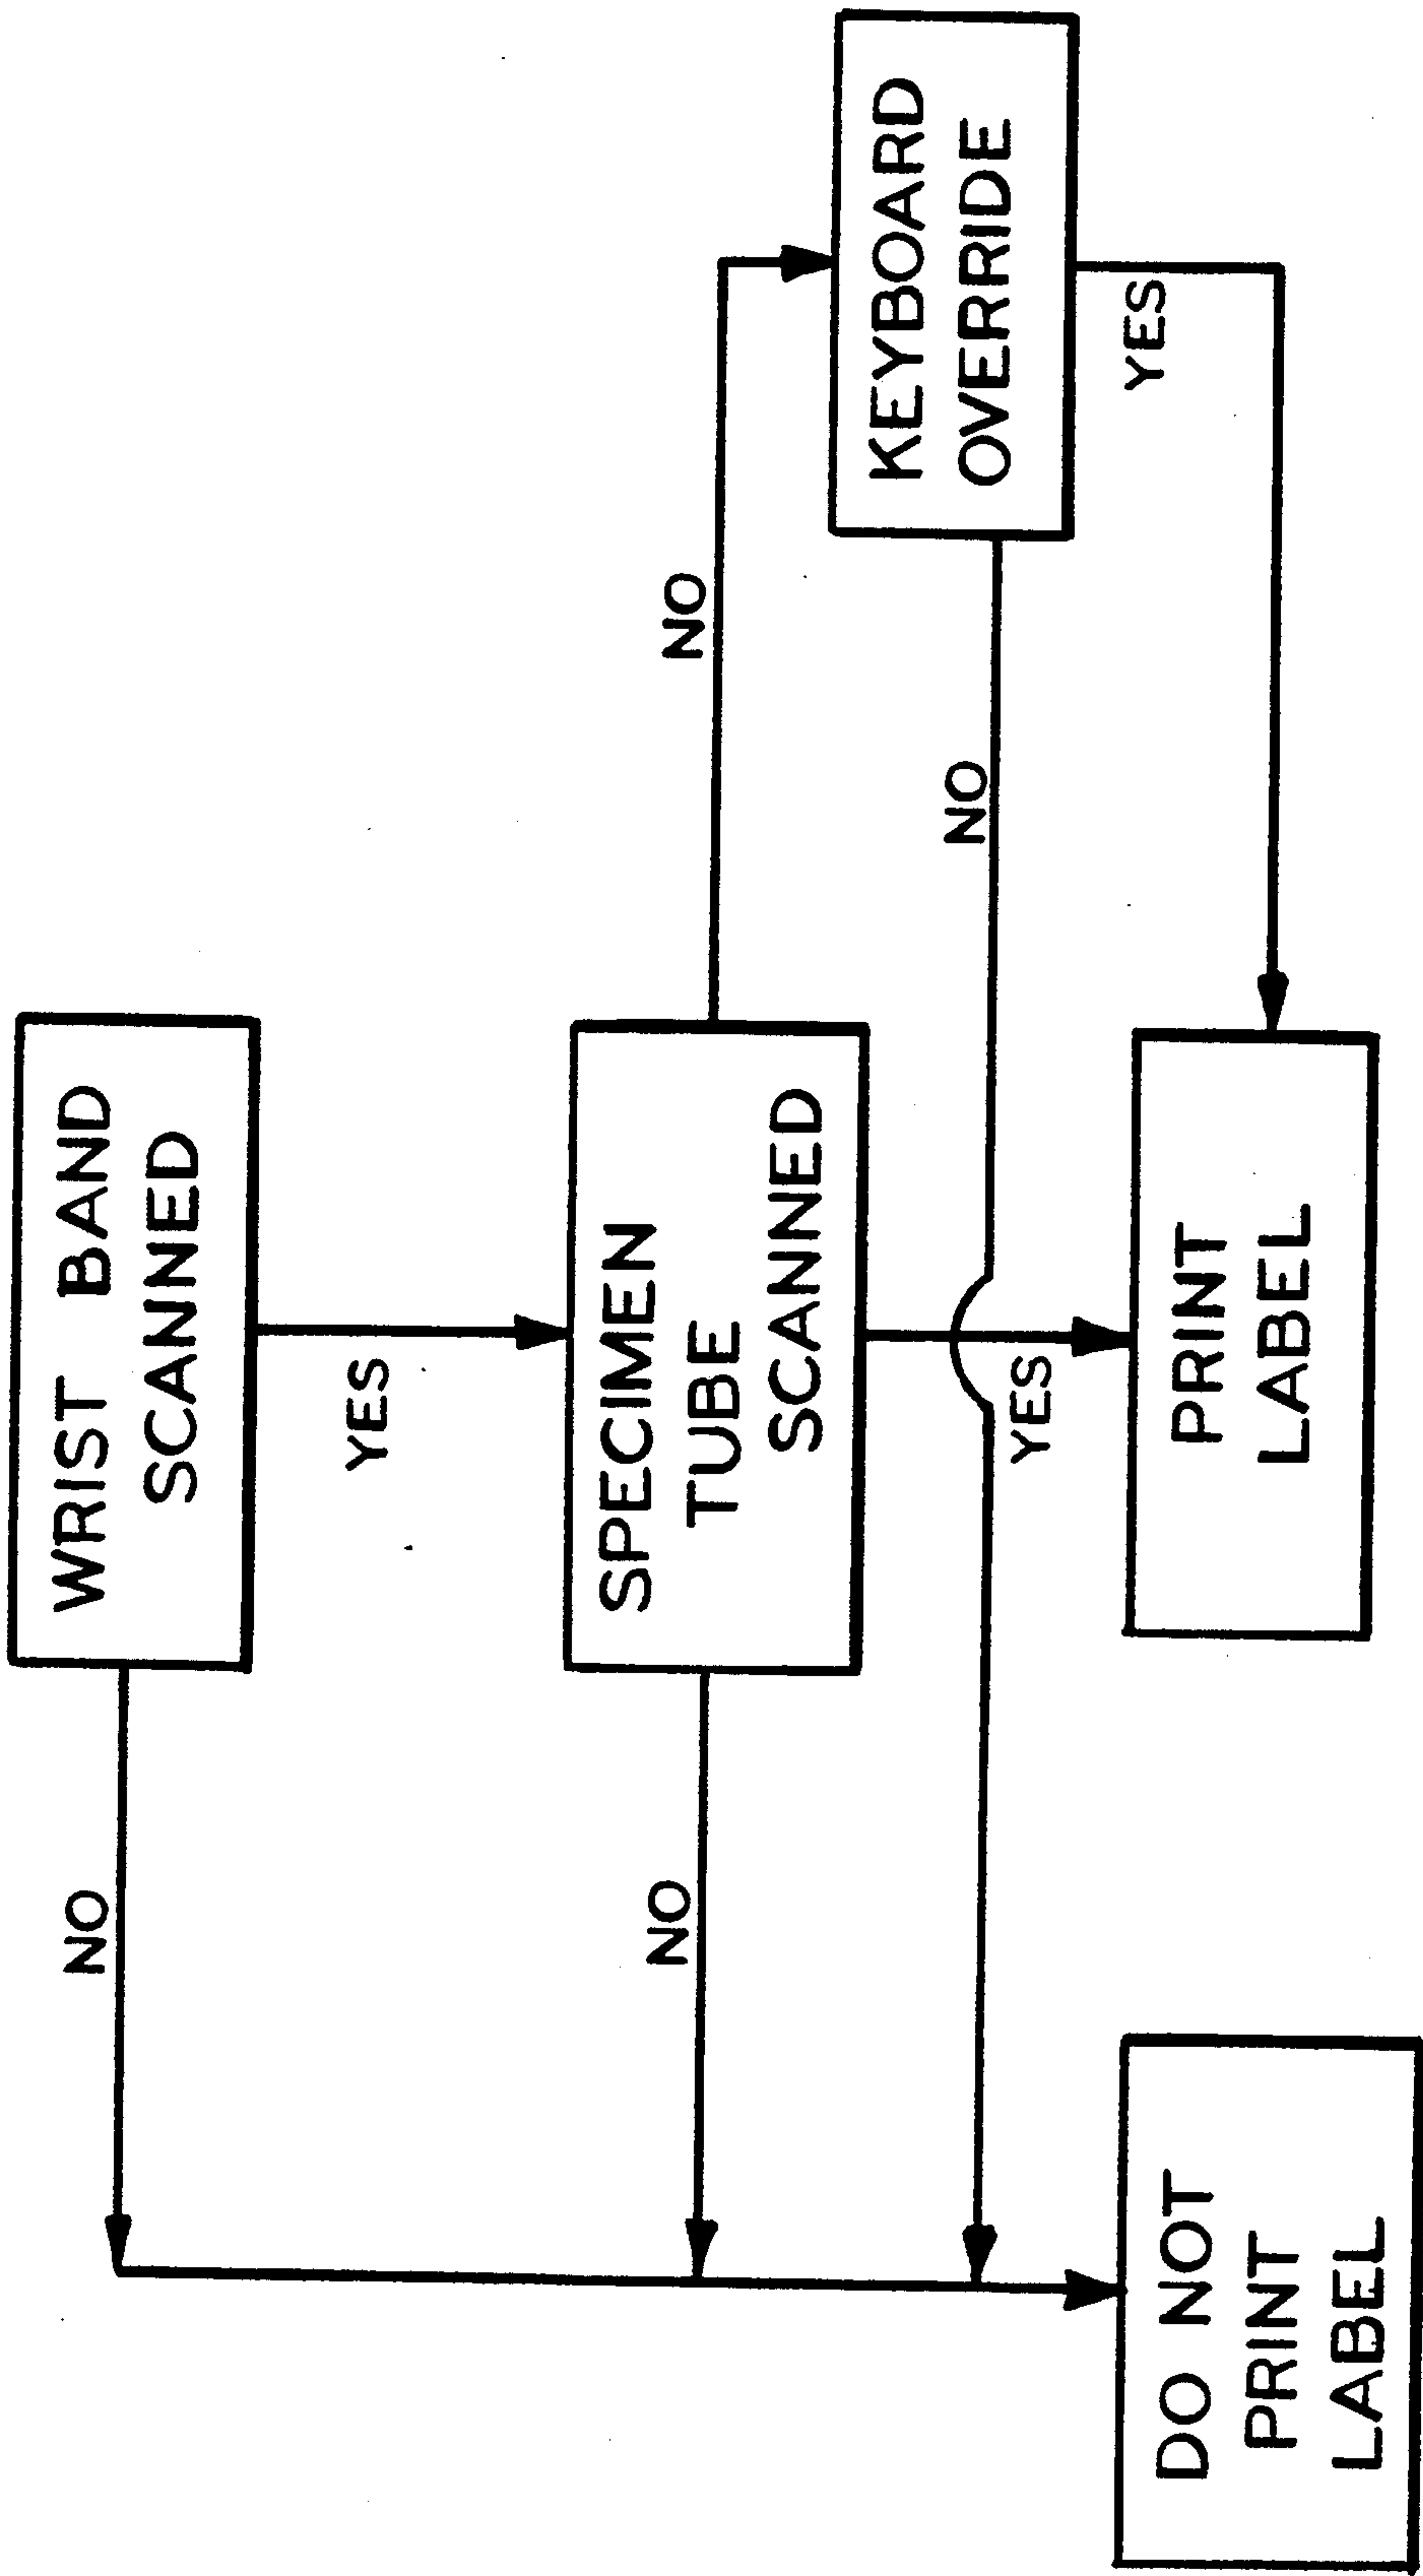 WRIST BAND
SCANNED
NO
YES
SPECIMEN
TUBE
SCANNED
NO
NO
KEYBOARD
OVERRIDE
NO
YES
YES
PRINT
LABEL
DO NOT
PRINT
LABEL